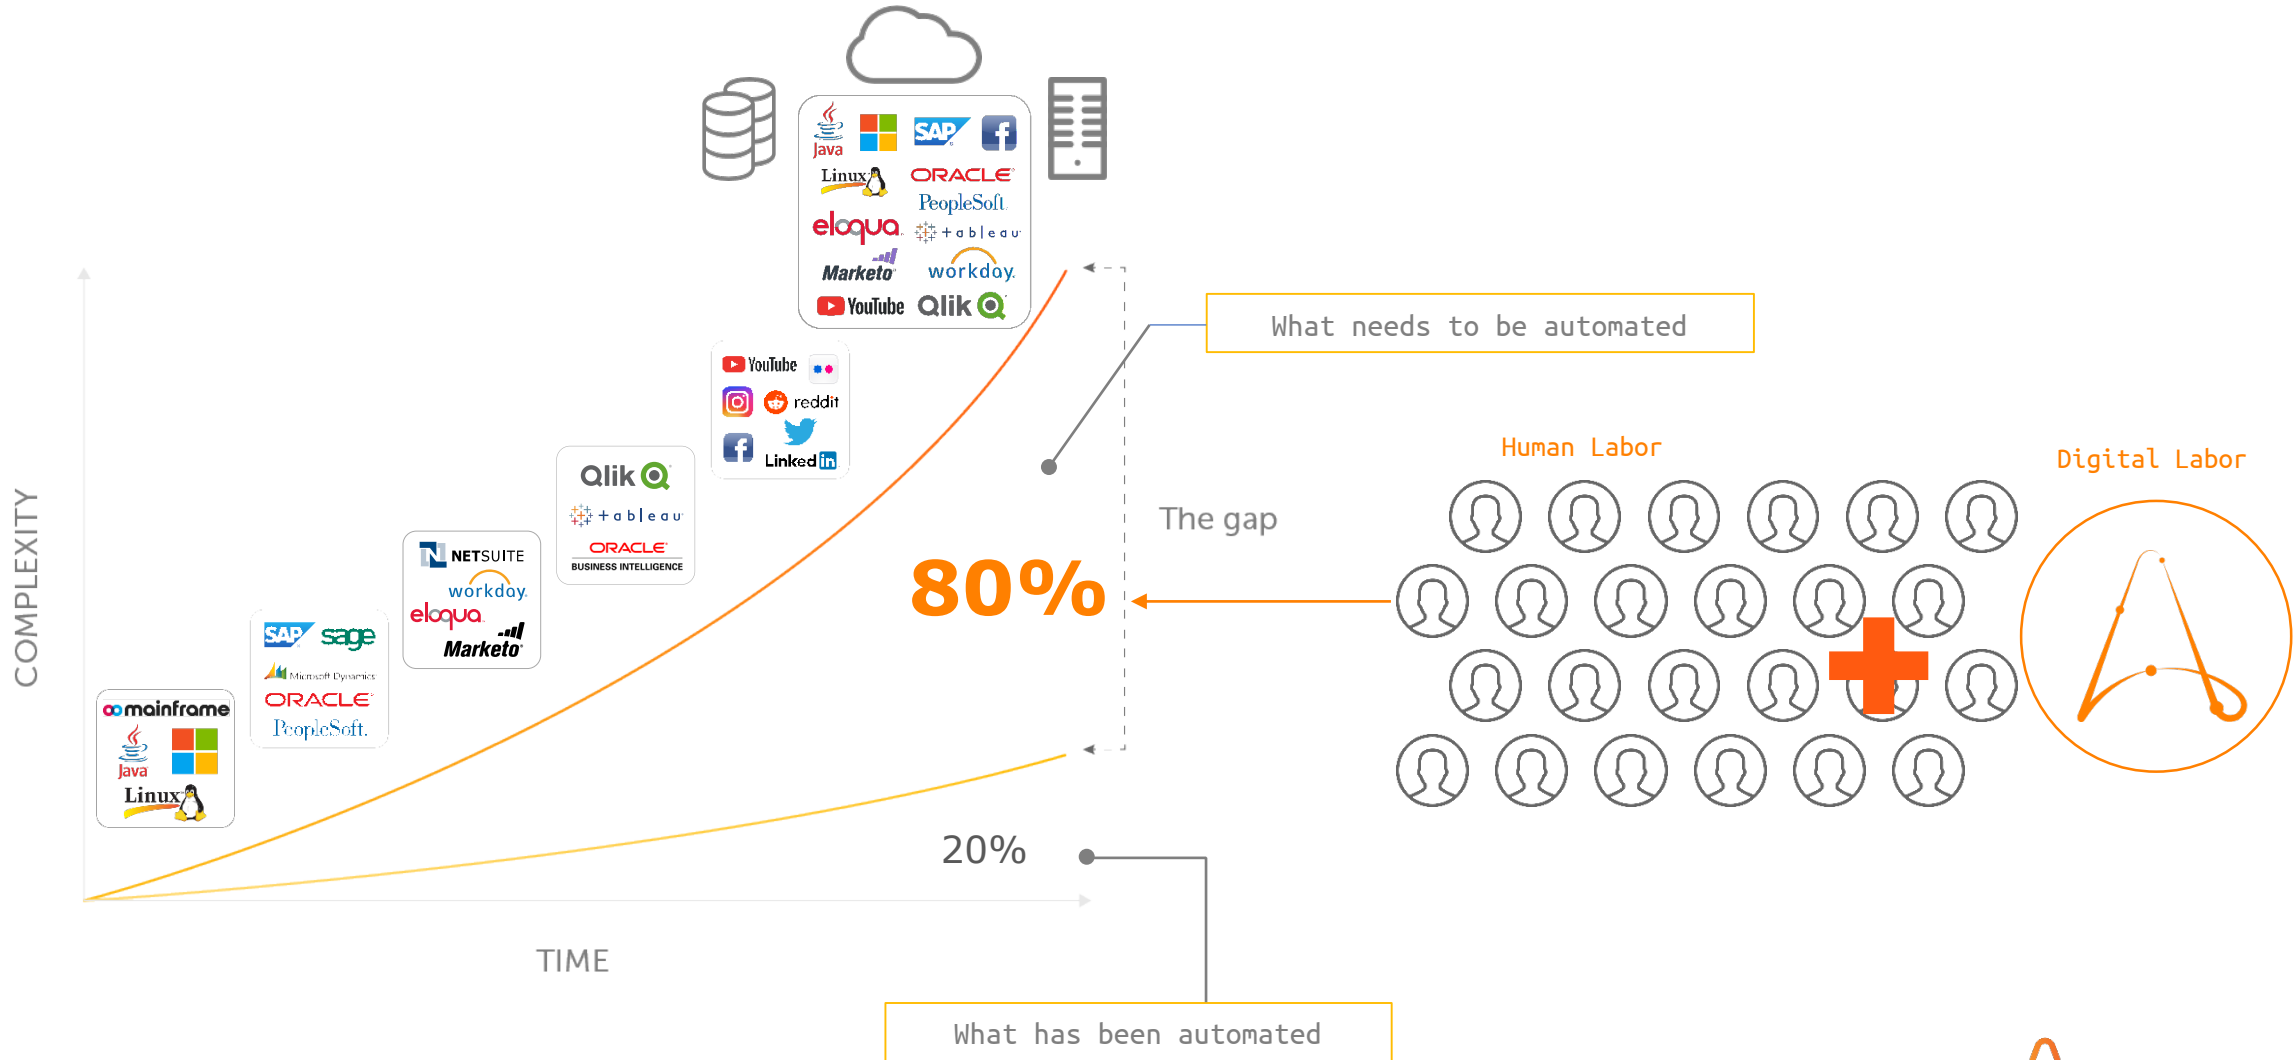 Java
SAP
Linux
ORACLE
PeopleSoft.
eloqua
+ a b | e a u
Marketo
workday.
YouTube
Qlik
What needs to be automated
YouTube
reddit
Linked in
Human Labor
Digital Labor
Qlik
+ a b | e a u
ORACLE
BUSINESS INTELLIGENCE
The gap
COMPLEXITY
NETSUITE
workday.
eloqua
Marketo
80%
SAP sage
Microsoft Dynamics
ORACLE
PeopleSoft.
mainframe
Java
Linux
20%
TIME
What has been automated